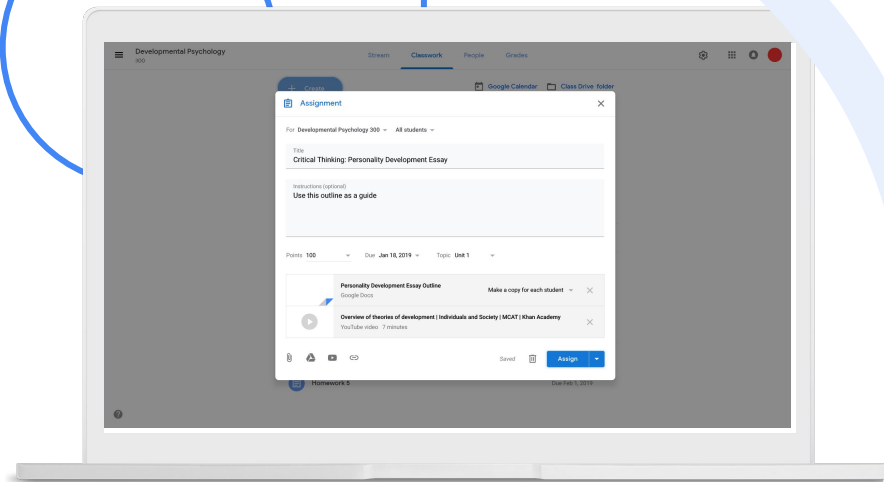 Developmental Psychology
300
Stream Classwork People Grades
+ Create
Google Calendar Class Drive folder
Assignment
For Developmental Psychology 300 All students
Title
Critical Thinking: Personality Development Essay
Instructions (optional)
Use this outline as a guide
Points 100 Due Jan 18, 2019 Topic Unit 1
Personality Development Essay Outline
Google Docs
Make a copy for each student
Overview of theories of development | Individuals and Society | MCAT | Khan Academy
YouTube video 7 minutes
Saved Assign
Homework 5 Due Feb 1, 2019